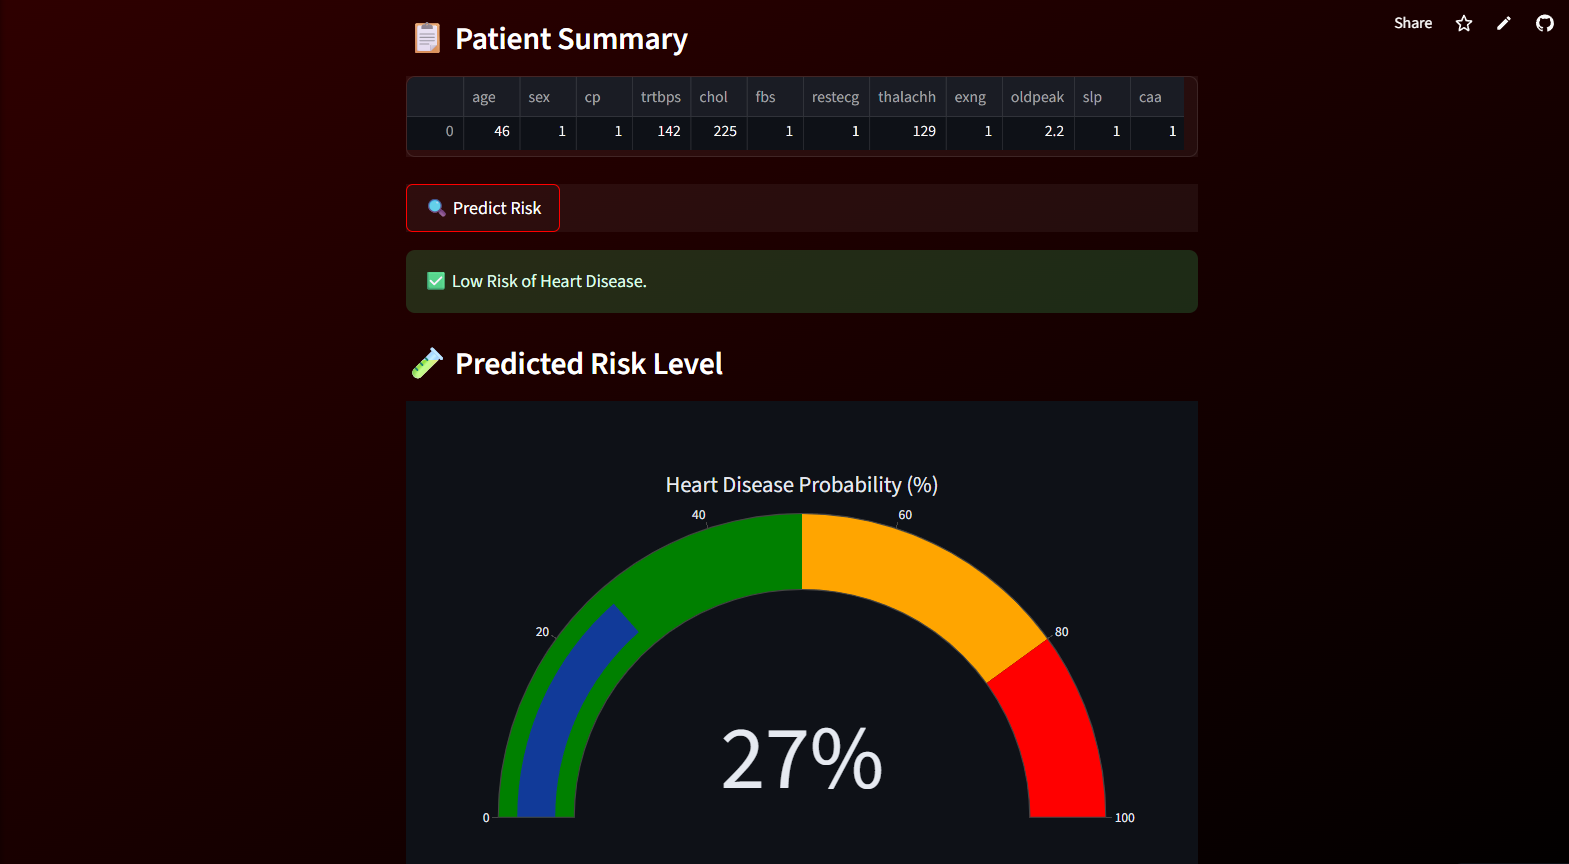 Share
Patient Summary
age sex cp trtbps chol fbs restecg thalachh exng oldpeak slp caa
0 46 1 1 142 225 1 1 129 1 2.2 1 1
Predict Risk
Low Risk of Heart Disease.
Predicted Risk Level
Heart Disease Probability (%)
40 60
20 80
27%
0 100